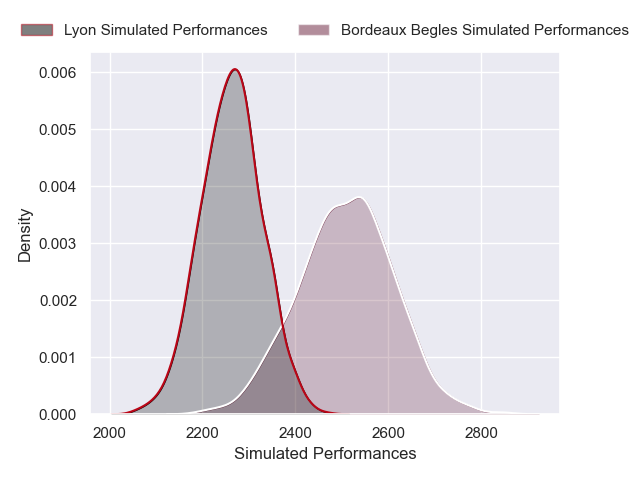 Lyon Simulated Performances
Bordeaux Begles Simulated Performances
0.006
0.005
0.004
0.003
0.002
0.001
0.000
Density
2000 2200 2400 2600 2800
Simulated Performances